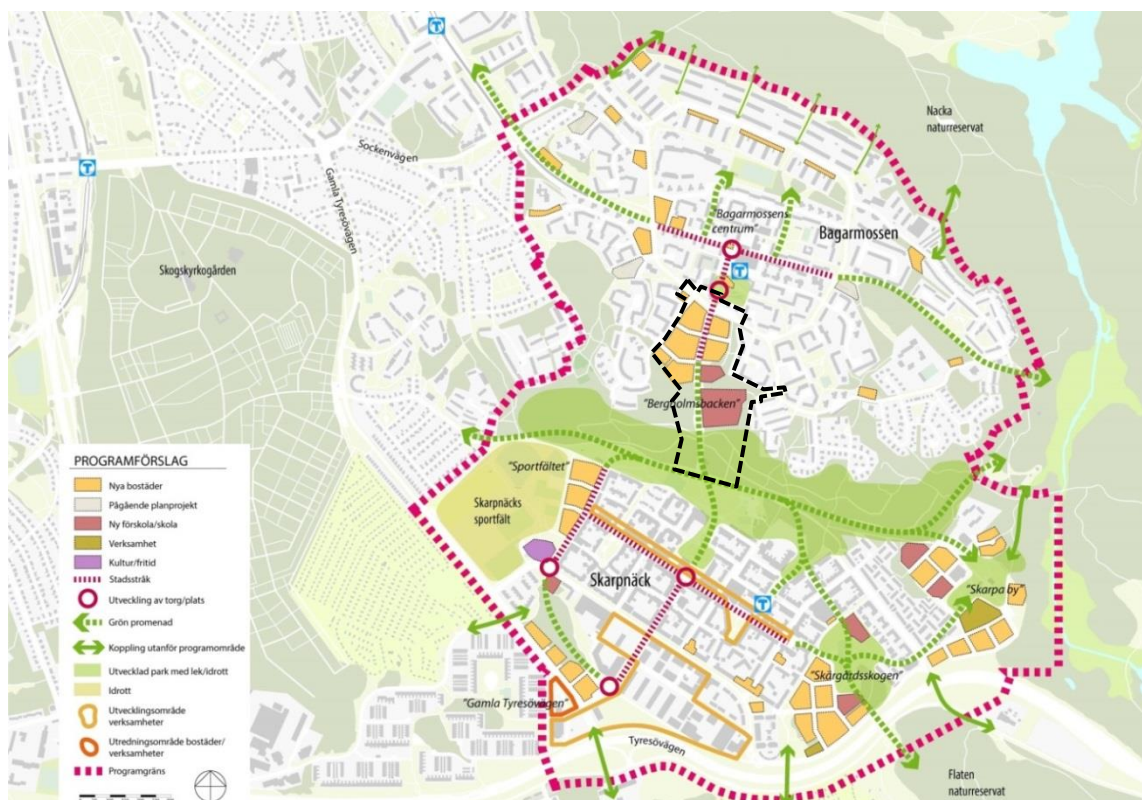 T
T
Sockenvägen
Gamla Tyresövägen
Skogskyrkogården
Nacka
naturreservat
"Bagarmossens
centrum"
Bagarmossen
T
"Bergholmsbacken"
"Sportfältet"
Skarpnäcks
sportfält
Skarpnäck
T
"Skarpa by"
"Skärgårdsskogen"
"Gamla Tyresövägen"
Tyresövägen
Flaten
naturreservat
PROGRAMFÖRSLAG
Nya bostäder
Pågående planprojekt
Ny förskola/skola
Verksamhet
Kultur/fritid
Stadsstråk
Utveckling av torg/plats
Grön promenad
Koppling utanför programområde
Utvecklad park med lek/idrott
Idrott
Utvecklingsområde
verksamheter
Utredningsområde bostäder/
verksamheter
Programgräns